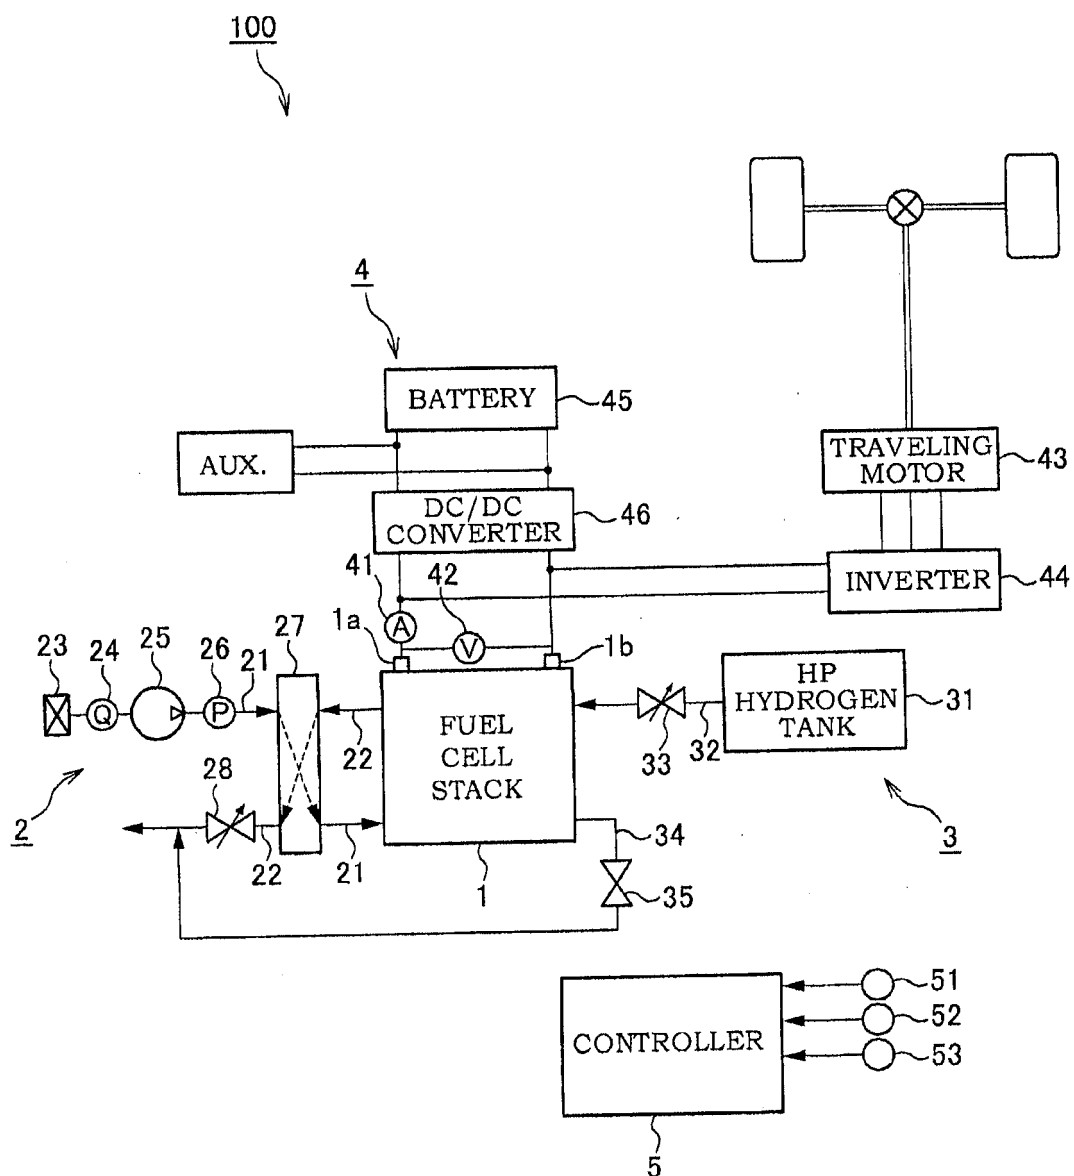 100
4
BATTERY
45
AUX.
TRAVELING
MOTOR
43
DC/DC
CONVERTER
46
41
42
INVERTER
44
1a
A
V
1b
23
24
25
26
21
27
Q
P
22
FUEL
CELL
STACK
33
32
HP
HYDROGEN
TANK
31
2
28
22
21
1
34
35
3
CONTROLLER
51
52
53
5